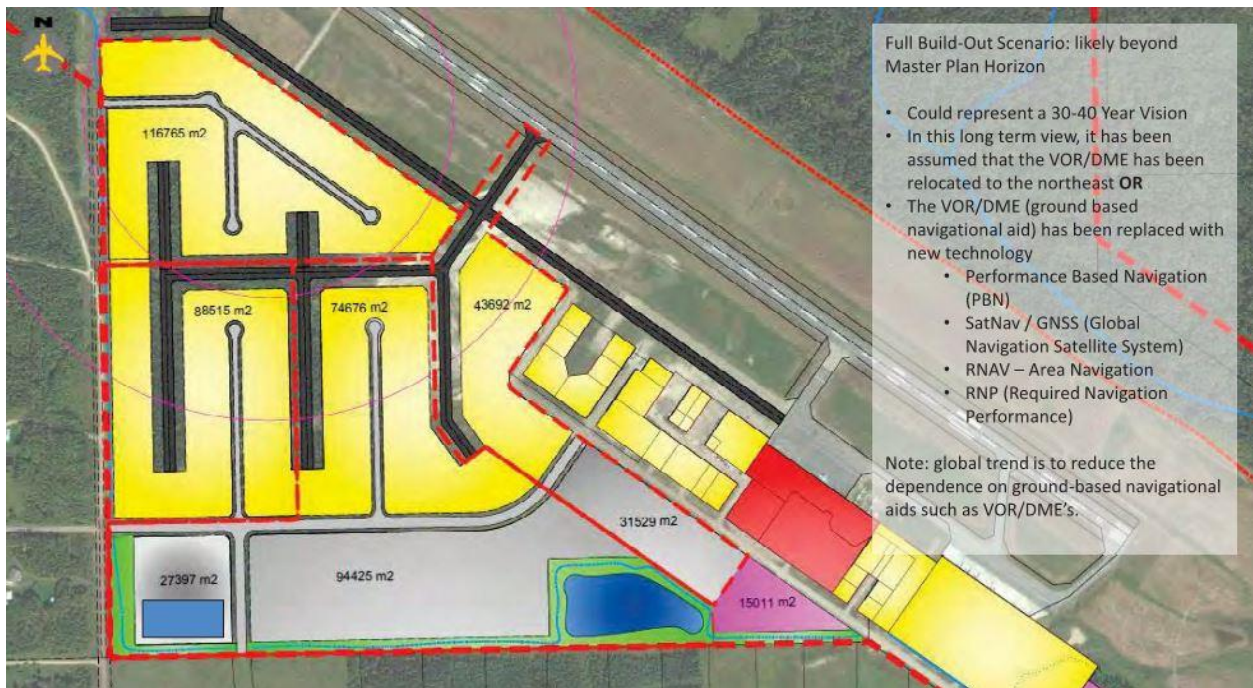 N
Full Build-Out Scenario: likely beyond
Master Plan Horizon
• Could represent a 30-40 Year Vision
• In this long term view, it has been
assumed that the VOR/DME has been
relocated to the northeast OR
• The VOR/DME (ground based
navigational aid) has been replaced with
new technology
• Performance Based Navigation
(PBN)
• SatNav / GNSS (Global
Navigation Satellite System)
• RNAV – Area Navigation
• RNP (Required Navigation
Performance)
Note: global trend is to reduce the
dependence on ground-based navigational
aids such as VOR/DME's.
116765 m2
88515 m2
74676 m2
43692 m2
31529 m2
27397 m2
94425 m2
15011 m2